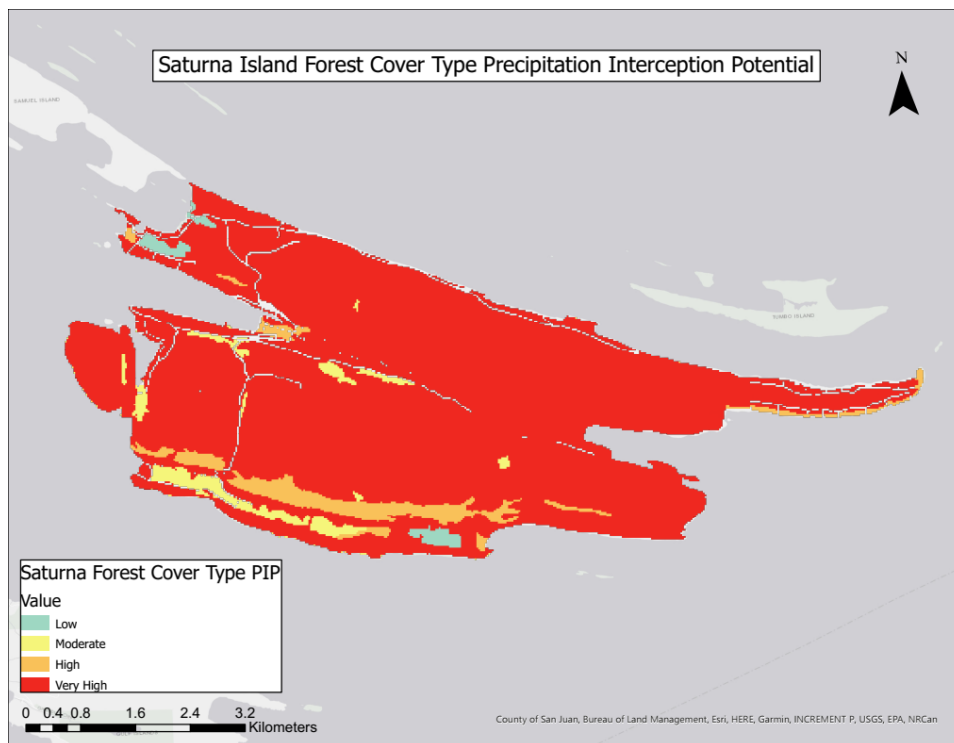 Saturna Island Forest Cover Type Precipitation Interception Potential
N
SAMUEL ISLAND
TUMBO ISLAND
Saturna Forest Cover Type PIP
Value
Low
Moderate
High
Very High
0 0.4 0.8 1.6 2.4 3.2
Kilometers
County of San Juan, Bureau of Land Management, Esri, HERE, Garmin, INCREMENT P, USGS, EPA, NRCan